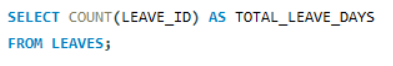 SELECT COUNT(LEAVE_ID) AS TOTAL_LEAVE_DAYS
FROM LEAVES;